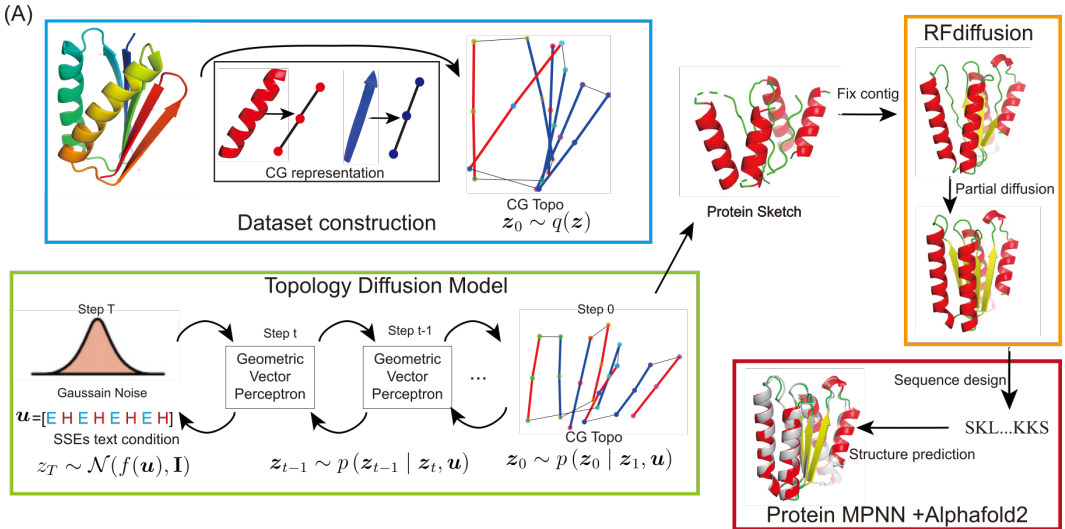 (A)
CG representation
CG Topo
Dataset construction
z₀ ∼ q(z)
Protein Sketch
Fix contig
RFdiffusion
Partial diffusion
Topology Diffusion Model
Step T
Gaussain Noise
u=[E H E H E H E H]
SSEs text condition
z_T ∼ N(f(u), I)
Step t
Geometric
Vector
Perceptron
Step t-1
Geometric
Vector
Perceptron
...
z_{t−1} ∼ p(z_{t−1} | z_t, u)
Step 0
CG Topo
z₀ ∼ p(z₀ | z₁, u)
Sequence design
SKL...KKS
Structure prediction
Protein MPNN +Alphafold2